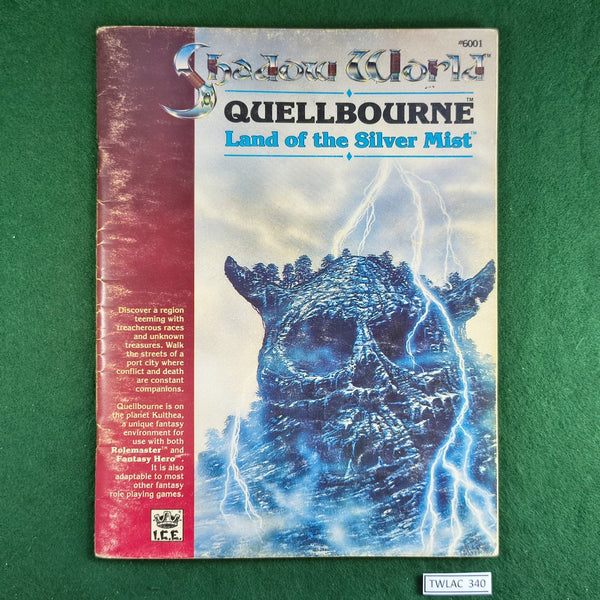 #6001
Shadow World™
QUELLBOURNE™
Land of the Silver Mist™
Discover a region
teeming with
treacherous races
and unknown
treasures. Walk
the streets of a
port city where
conflict and death
are constant
companions.
Quellbourne is on
the planet Kulthea,
a unique fantasy
environment for
use with both
Rolemaster™ and
Fantasy Hero™.
It is also
adaptable to most
other fantasy
role playing games.
I.C.E.
TWLAC 340